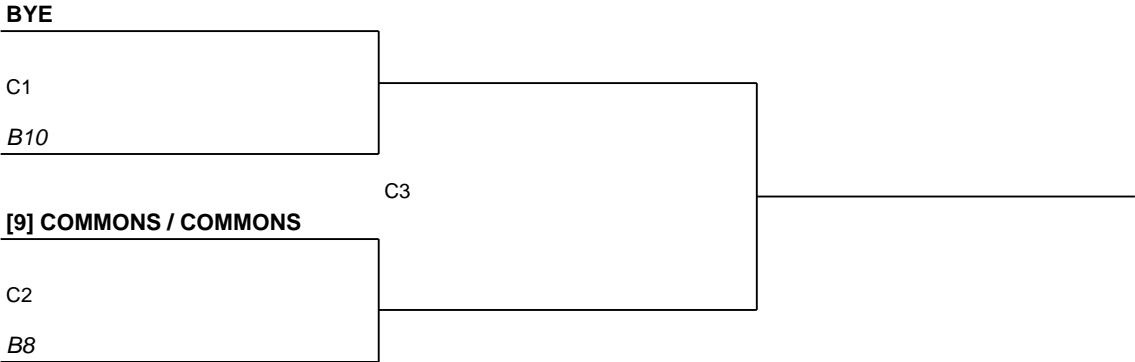 BYE
C1
B10
C3
[9] COMMONS / COMMONS
C2
B8